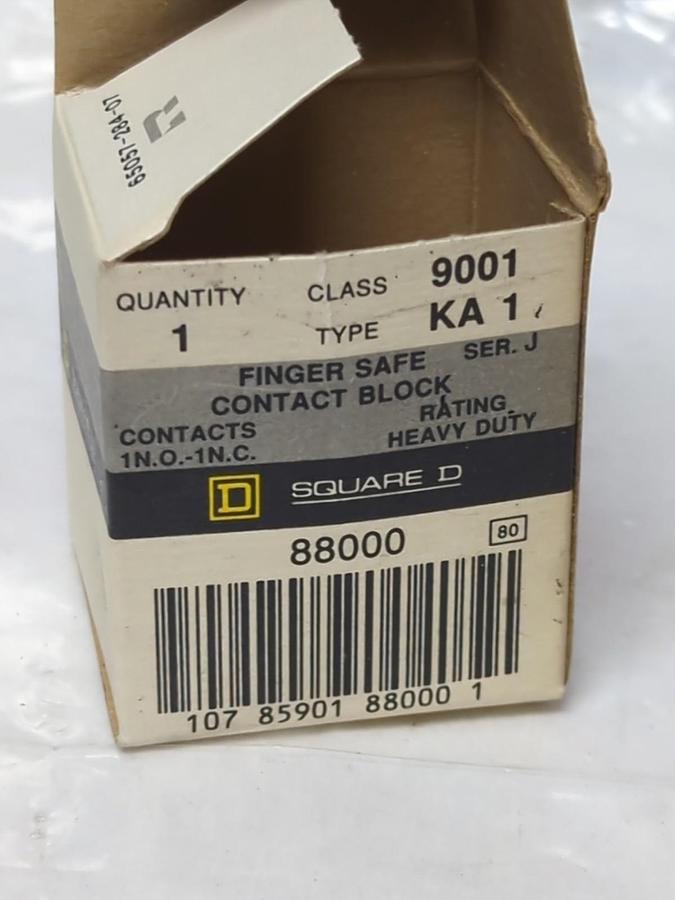 65057-284-07
QUANTITY CLASS 9001
1 TYPE KA 1
FINGER SAFE SER. J
CONTACT BLOCK
CONTACTS RATING
1N.O.-1N.C. HEAVY DUTY
D SQUARE D
88000 80
107 85901 88000 1